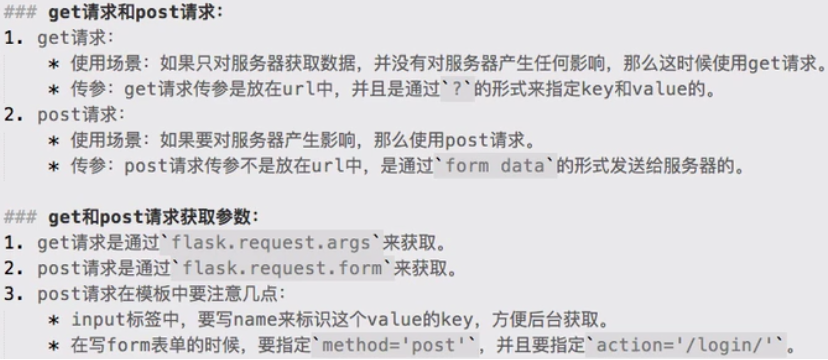 ### get请求和post请求：
1. get请求：
* 使用场景：如果只对服务器获取数据，并没有对服务器产生任何影响，那么这时候使用get请求。
* 传参：get请求传参是放在url中，并且是通过`?`的形式来指定key和value的。
2. post请求：
* 使用场景：如果要对服务器产生影响，那么使用post请求。
* 传参：post请求传参不是放在url中，是通过`form data`的形式发送给服务器的。
### get和post请求获取参数：
1. get请求是通过`flask.request.args`来获取。
2. post请求是通过`flask.request.form`来获取。
3. post请求在模板中要注意几点：
* input标签中，要写name来标识这个value的key，方便后台获取。
* 在写form表单的时候，要指定`method='post'`，并且要指定`action='/login/'`。